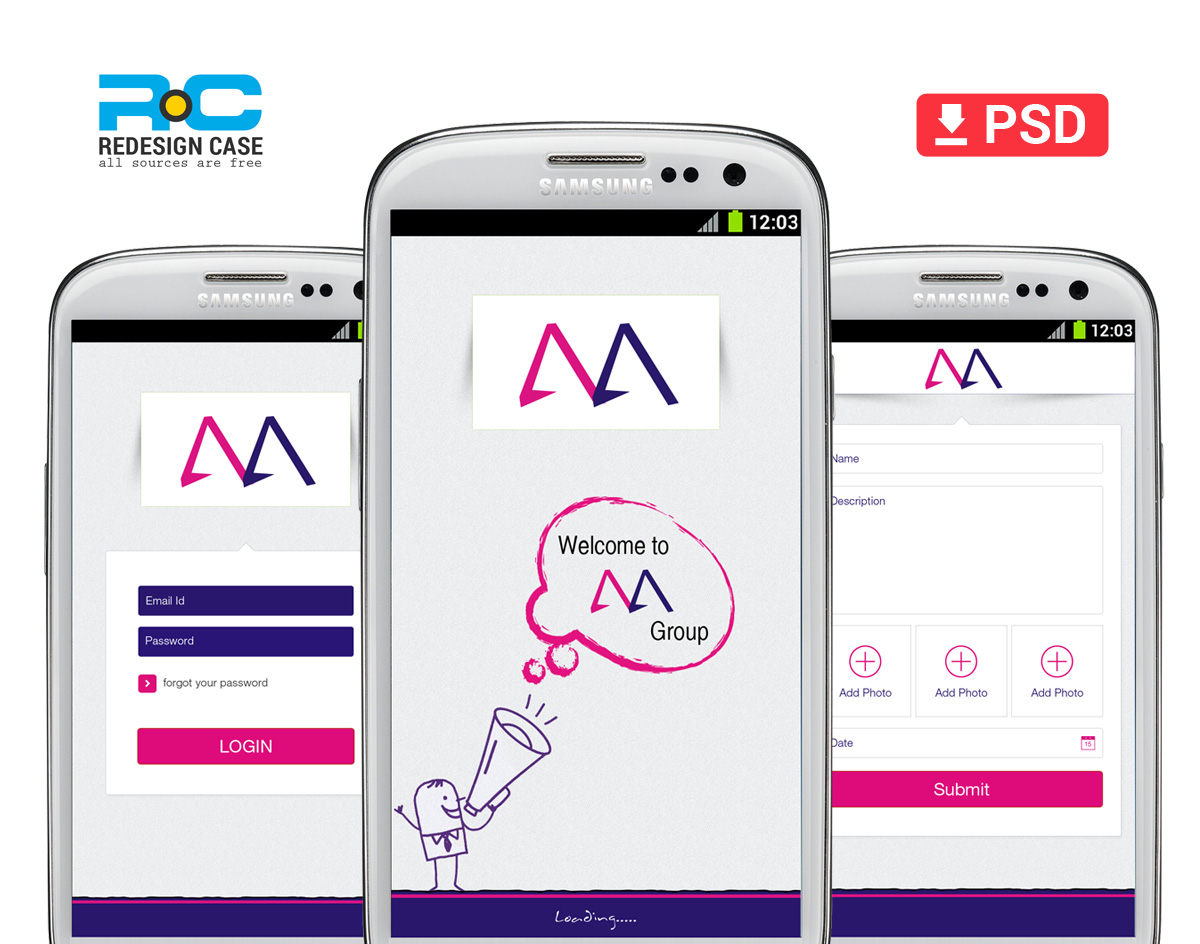 RC
REDESIGN CASE
all sources are free
PSD
SAMSUNG
Email Id
Password
forgot your password
LOGIN
SAMSUNG
12:03
Welcome to
Group
Loading.....
SAMSUNG
12:03
Name
Description
Add Photo
Add Photo
Add Photo
Date
15
Submit